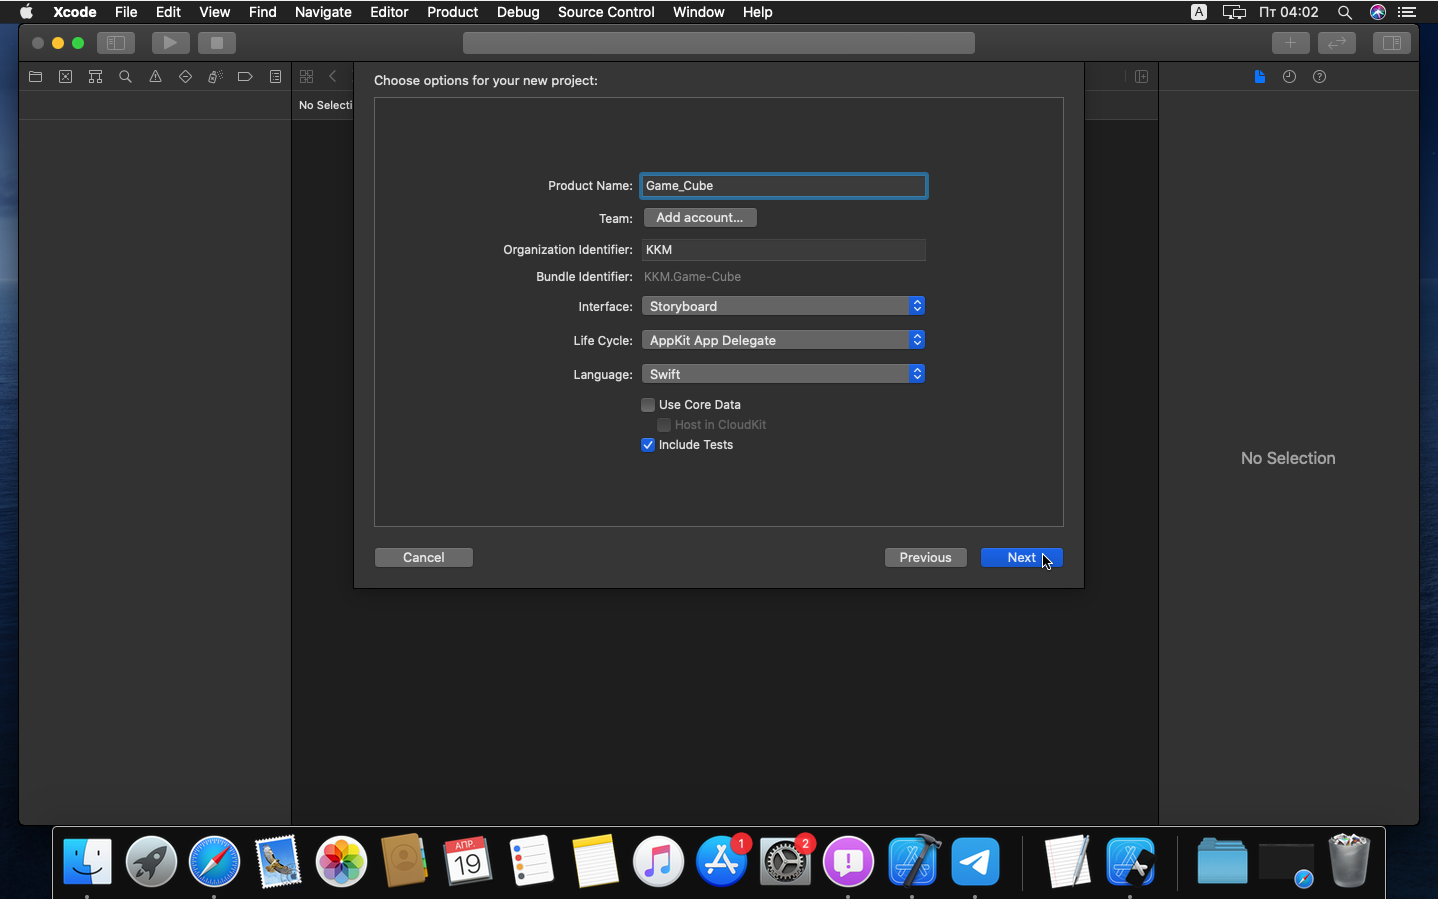 Xcode File Edit View Find Navigate Editor Product Debug Source Control Window Help A Пт 04:02
No Selecti
Choose options for your new project:
Product Name: Game_Cube
Team: Add account...
Organization Identifier: KKM
Bundle Identifier: KKM.Game-Cube
Interface: Storyboard
Life Cycle: AppKit App Delegate
Language: Swift
Use Core Data
Host in CloudKit
Include Tests
Cancel Previous Next
No Selection
АПР.
19
1
2